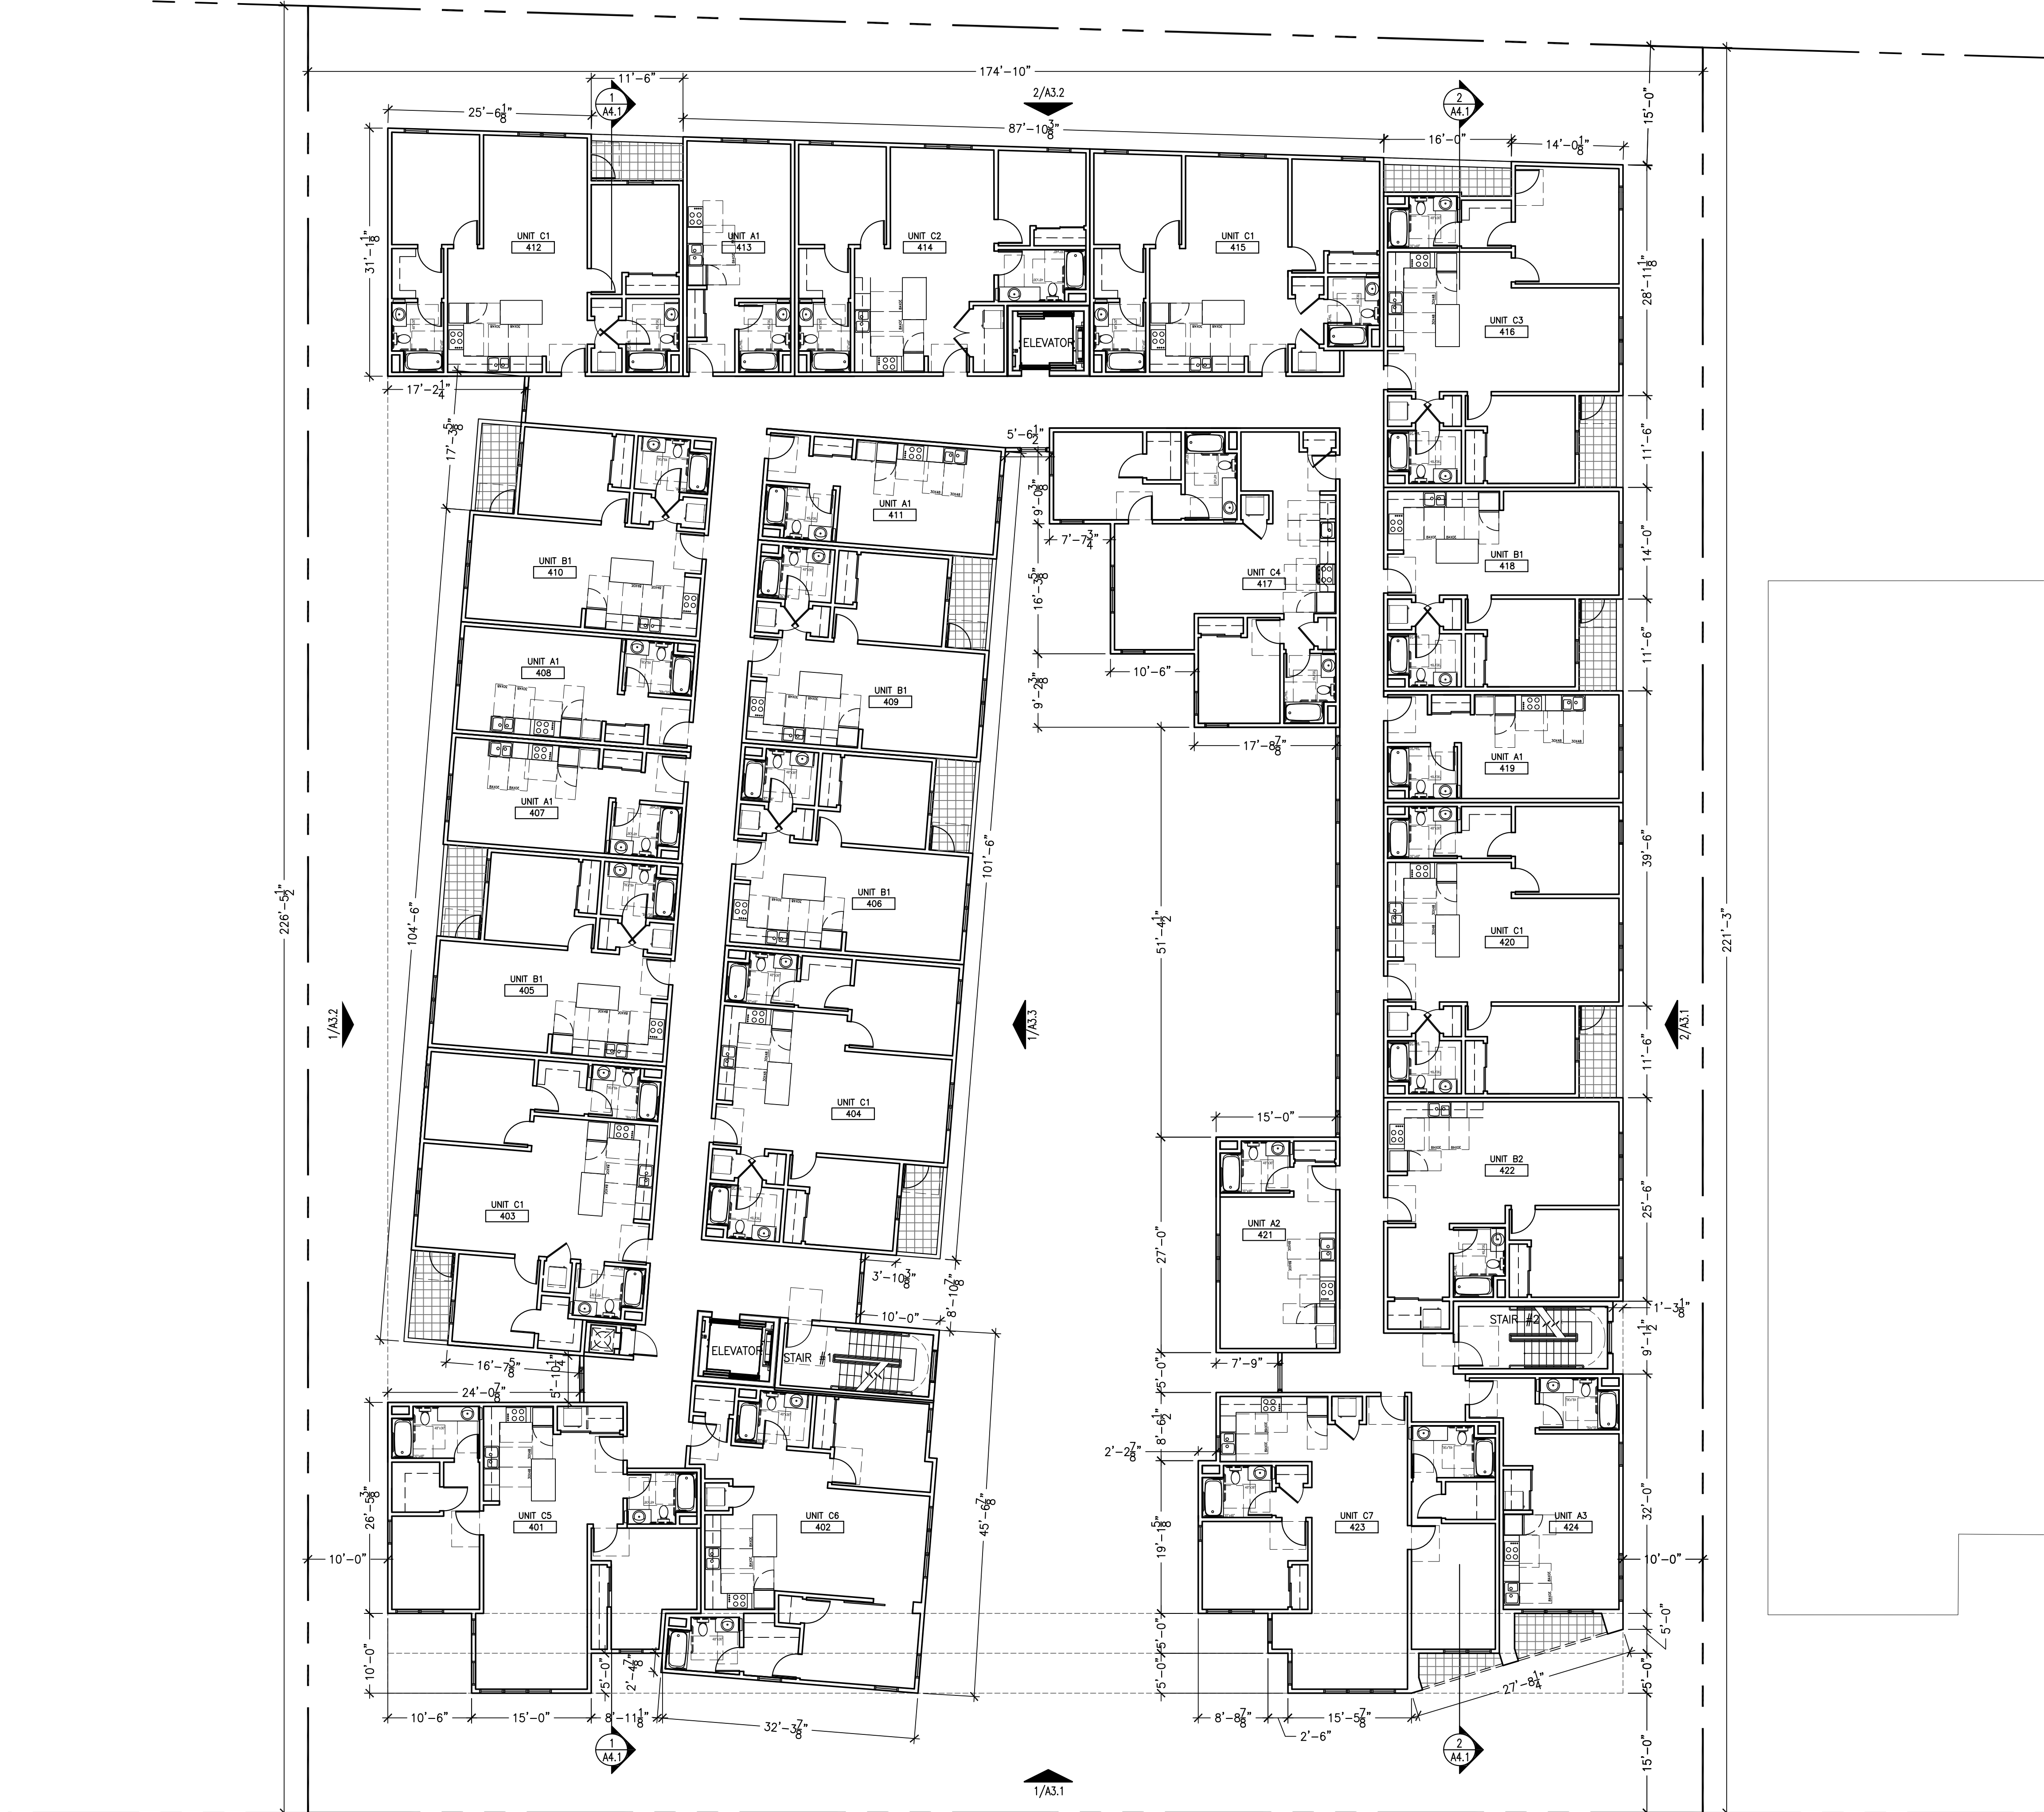 174'-10"
11'-6"
1
A4.1
2/A3.2
2
A4.1
15'-0"
25'-6 1/8"
87'-10 3/8"
16'-0"
14'-0 1/8"
31'-1 1/8"
UNIT C1
412
UNIT A1
413
UNIT C2
414
UNIT C1
415
28'-11 1/8"
UNIT C3
416
ELEVATOR
17'-2 1/4"
17'-3 5/8"
5'-6 1/2"
11'-6"
9'-0 3/8"
UNIT A1
411
7'-7 3/4"
14'-0"
UNIT B1
410
UNIT C4
417
UNIT B1
418
16'-3 5/8"
UNIT A1
408
10'-6"
11'-6"
UNIT B1
409
9'-2 3/8"
17'-8 7/8"
UNIT A1
407
UNIT A1
419
226'-5 1/2"
104'-6"
101'-6"
39'-6"
221'-3"
UNIT B1
406
51'-4 1/2"
UNIT C1
420
UNIT B1
405
1/A3.2
1/A3.3
2/A3.1
11'-6"
UNIT C1
404
15'-0"
UNIT B2
422
UNIT C1
403
UNIT A2
421
25'-6"
27'-0"
3'-10 3/8"
8'-10 7/8"
10'-0"
1'-3 1/8"
STAIR #2
9'-1 1/2"
ELEVATOR
STAIR #1
16'-7 5/8"
5'-10 1/4"
24'-0 7/8"
7'-9"
5'-0"
8'-6 1/2"
2'-2 7/8"
26'-5 3/8"
UNIT C5
401
UNIT C6
402
45'-6 7/8"
19'-1 5/8"
UNIT C7
423
UNIT A3
424
32'-0"
10'-0"
10'-0"
10'-0"
5'-0"
2'-4 7/8"
5'-0"
5'-0"
5'-0"
5'-0"
27'-8 1/4"
10'-6"
15'-0"
8'-11 1/8"
32'-3 7/8"
8'-8 7/8"
2'-6"
15'-5 7/8"
1
A4.1
2
A4.1
15'-0"
1/A3.1